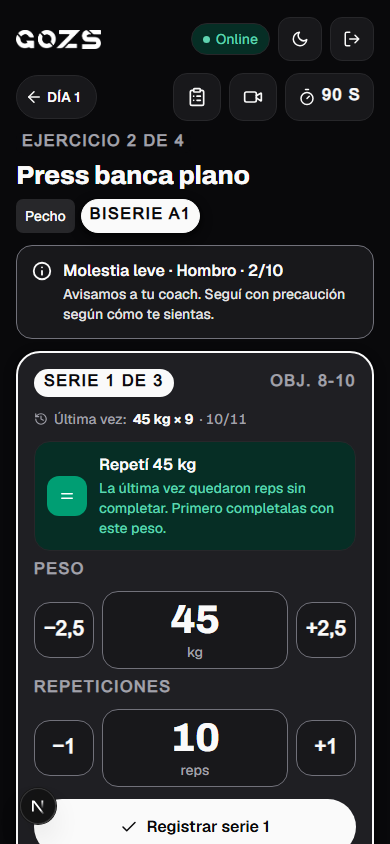 GOZS
Online
DÍA 1
90 S
EJERCICIO 2 DE 4
Press banca plano
Pecho
BISERIE A1
Molestia leve · Hombro · 2/10
Avisamos a tu coach. Seguí con precaución
según cómo te sientas.
SERIE 1 DE 3
OBJ. 8-10
Última vez: 45 kg × 9 · 10/11
Repetí 45 kg
=
La última vez quedaron reps sin
completar. Primero completalas con
este peso.
PESO
−2,5
45
kg
+2,5
REPETICIONES
−1
10
reps
+1
N
Registrar serie 1